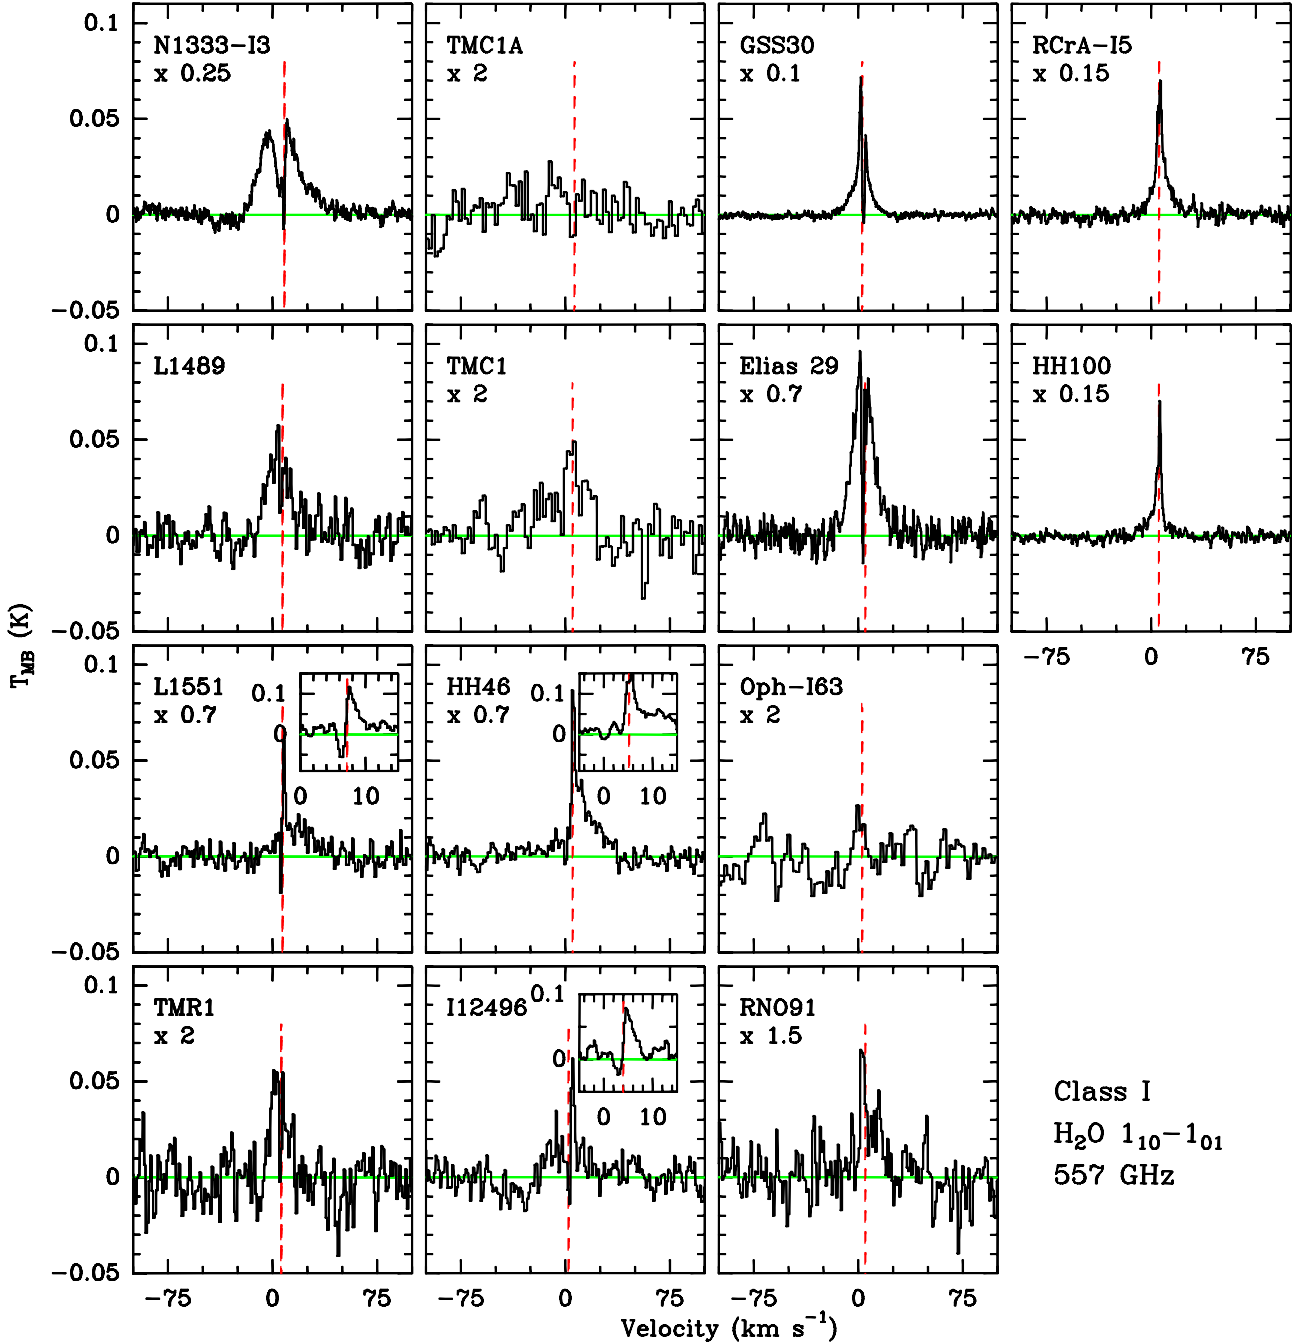 N1333−I3
x 0.25
TMC1A
x 2
GSS30
x 0.1
RCrA−I5
x 0.15
0.1
0.05
0
−0.05
L1489
TMC1
x 2
Elias 29
x 0.7
HH100
x 0.15
0.1
0.05
0
−0.05
−75 0 75
L1551
x 0.7
0.1
0
0 10
HH46
x 0.7
0.1
0
0 10
Oph−I63
x 2
0.1
0.05
0
−0.05
TMR1
x 2
I12496
0.1
0
0 10
RNO91
x 1.5
0.1
0.05
0
−0.05
−75 0 75
−75 0 75
−75 0 75
T_MB (K)
Velocity (km s⁻¹)
Class I
H₂O 1₁₀−1₀₁
557 GHz